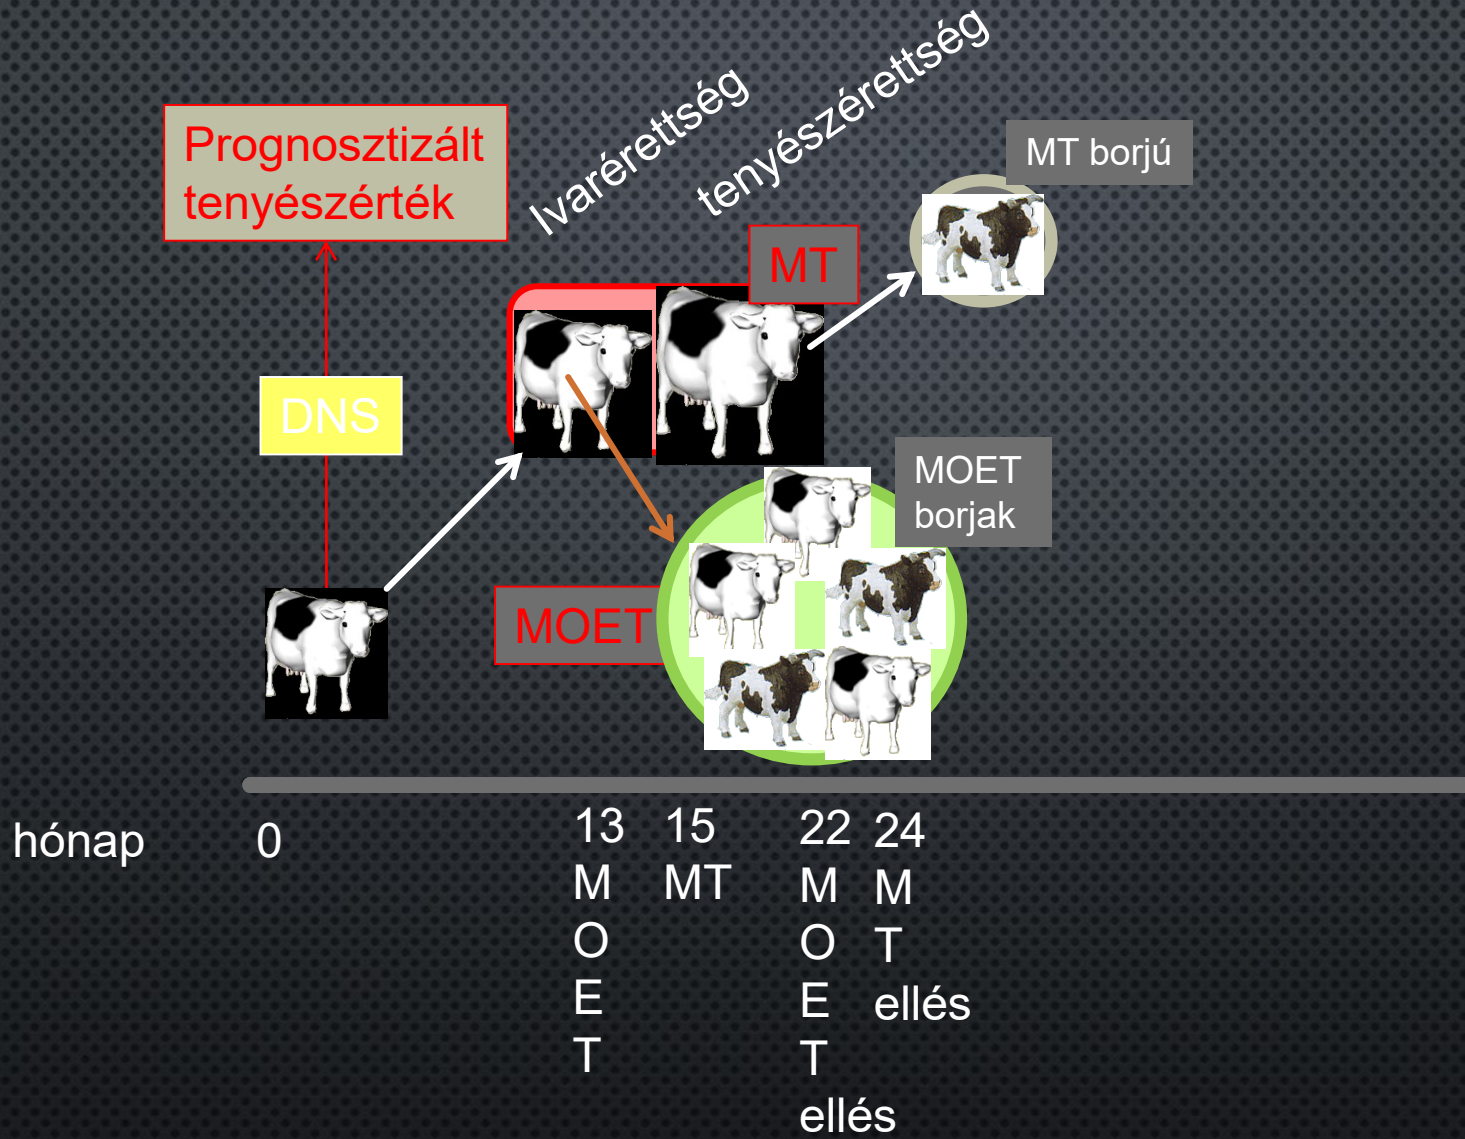 Ivarérettség
tenyészérettség
Prognosztizált
tenyészérték
MT borjú
MT
DNS
MOET
borjak
MOET
hónap
0
13
M
O
E
T
15
MT
22
M
O
E
T
ellés
24
M
T
ellés